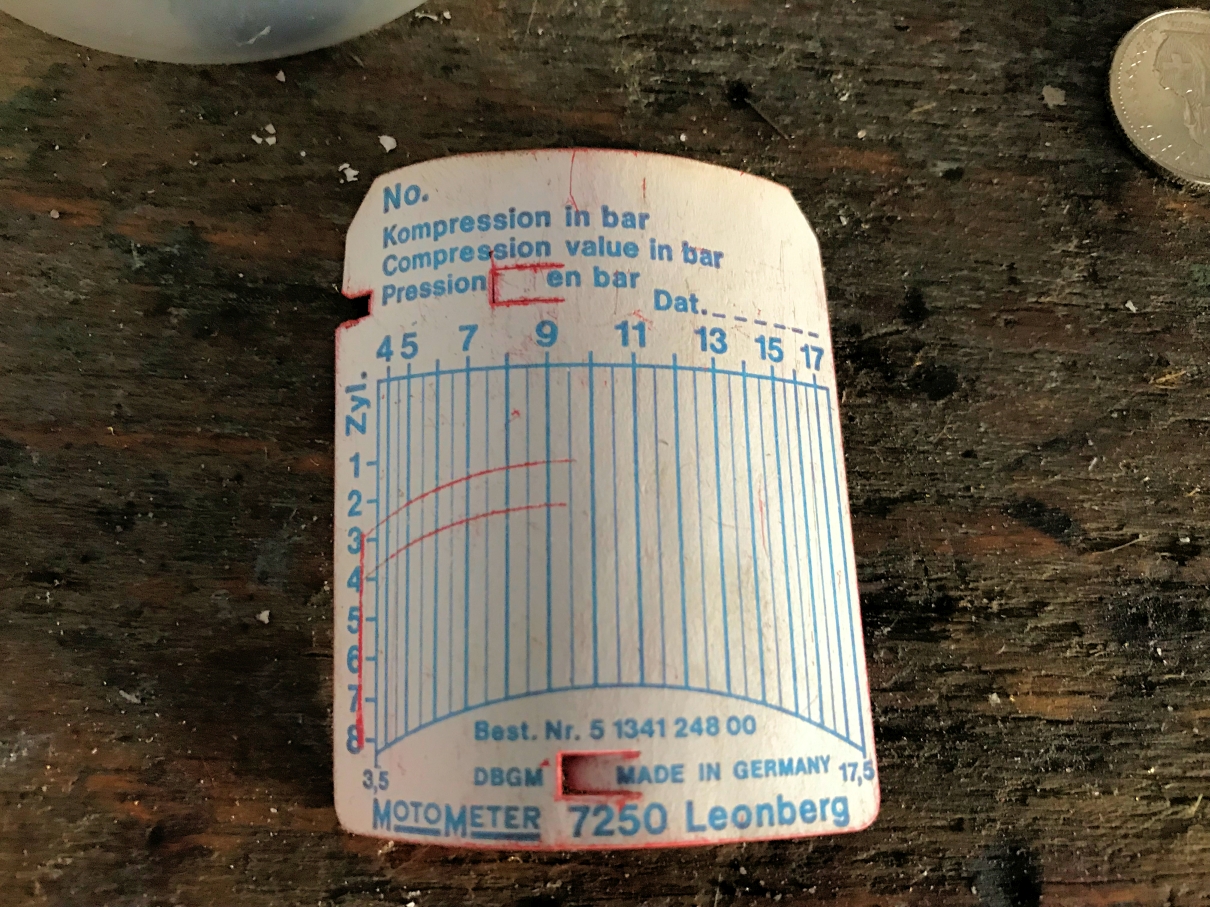 No.
Kompression in bar
Compression value in bar
Pression en bar
Dat.
4 5 7 9 11 13 15 17
Zyl.
1
2
3
4
5
6
7
8
3,5 17,5
Best. Nr. 5 1341 248 00
DBGM MADE IN GERMANY
MOTOMETER 7250 Leonberg